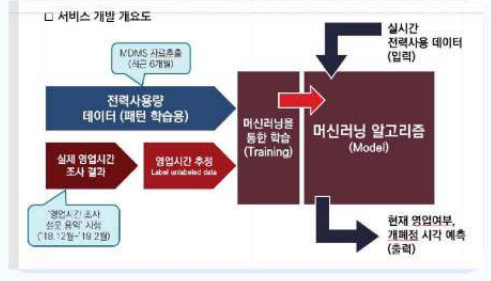 □ 서비스 개발 개요도
MDMS 자료추출
(최근 6개월)
전력사용량
데이터 (패턴 학습용)
실제 영업시간
조사 결과
영업시간 추정
Label unlabeled data
'영업시간 조사
설문 용역' 시행
('18.12월~'19.2월)
머신러닝을
통한 학습
(Training)
실시간
전력사용 데이터
(입력)
머신러닝 알고리즘
(Model)
현재 영업여부,
개폐점 시각 예측
(출력)